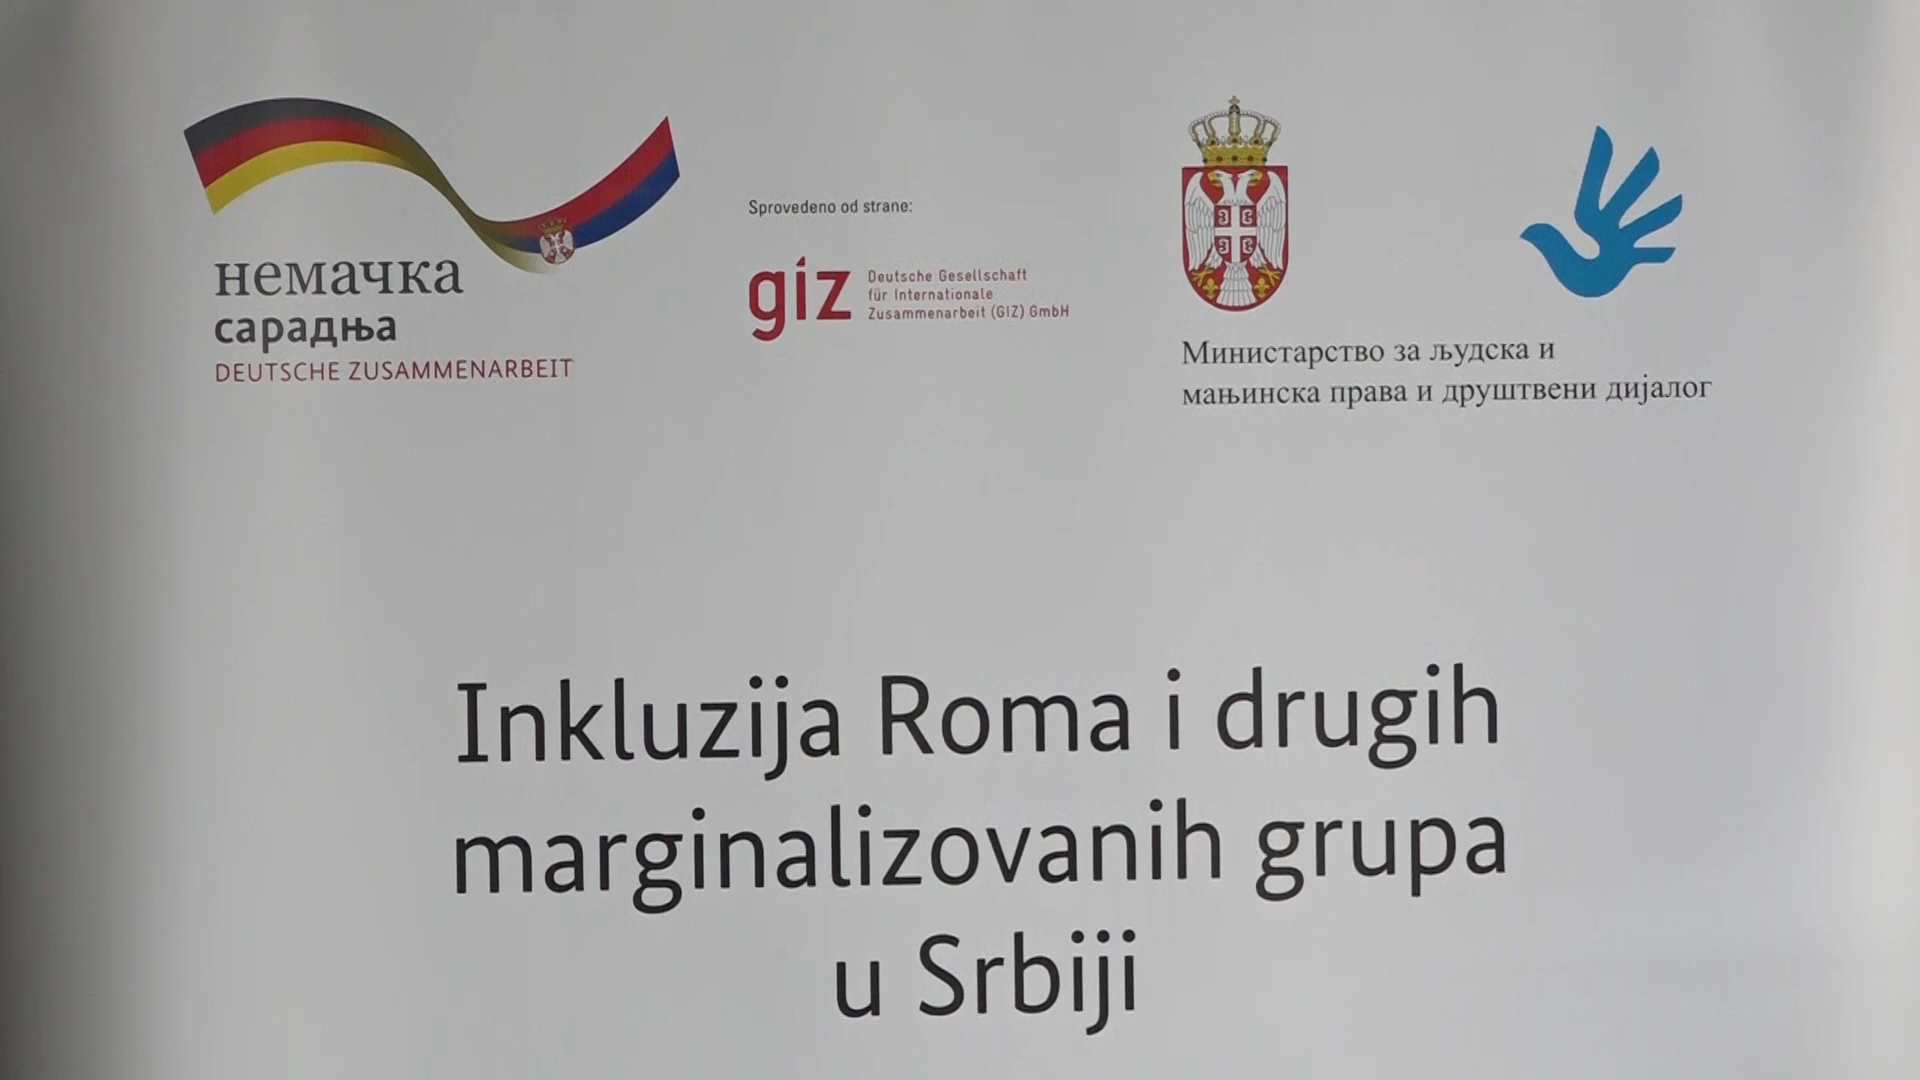 немачка
сарадња
DEUTSCHE ZUSAMMENARBEIT
Sprovedeno od strane:
giz
Deutsche Gesellschaft
für Internationale
Zusammenarbeit (GIZ) GmbH
Министарство за људска и
мањинска права и друштвени дијалог
Inkluzija Roma i drugih
marginalizovanih grupa
u Srbiji